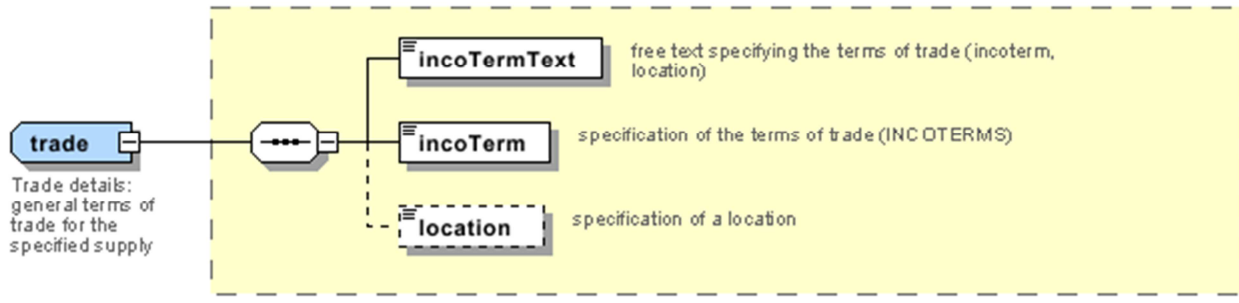 incoTermText
free text specifying the terms of trade (incoterm,
location)
trade
incoTerm
specification of the terms of trade (INCOTERMS)
Trade details:
general terms of
trade for the
specified supply
location
specification of a location